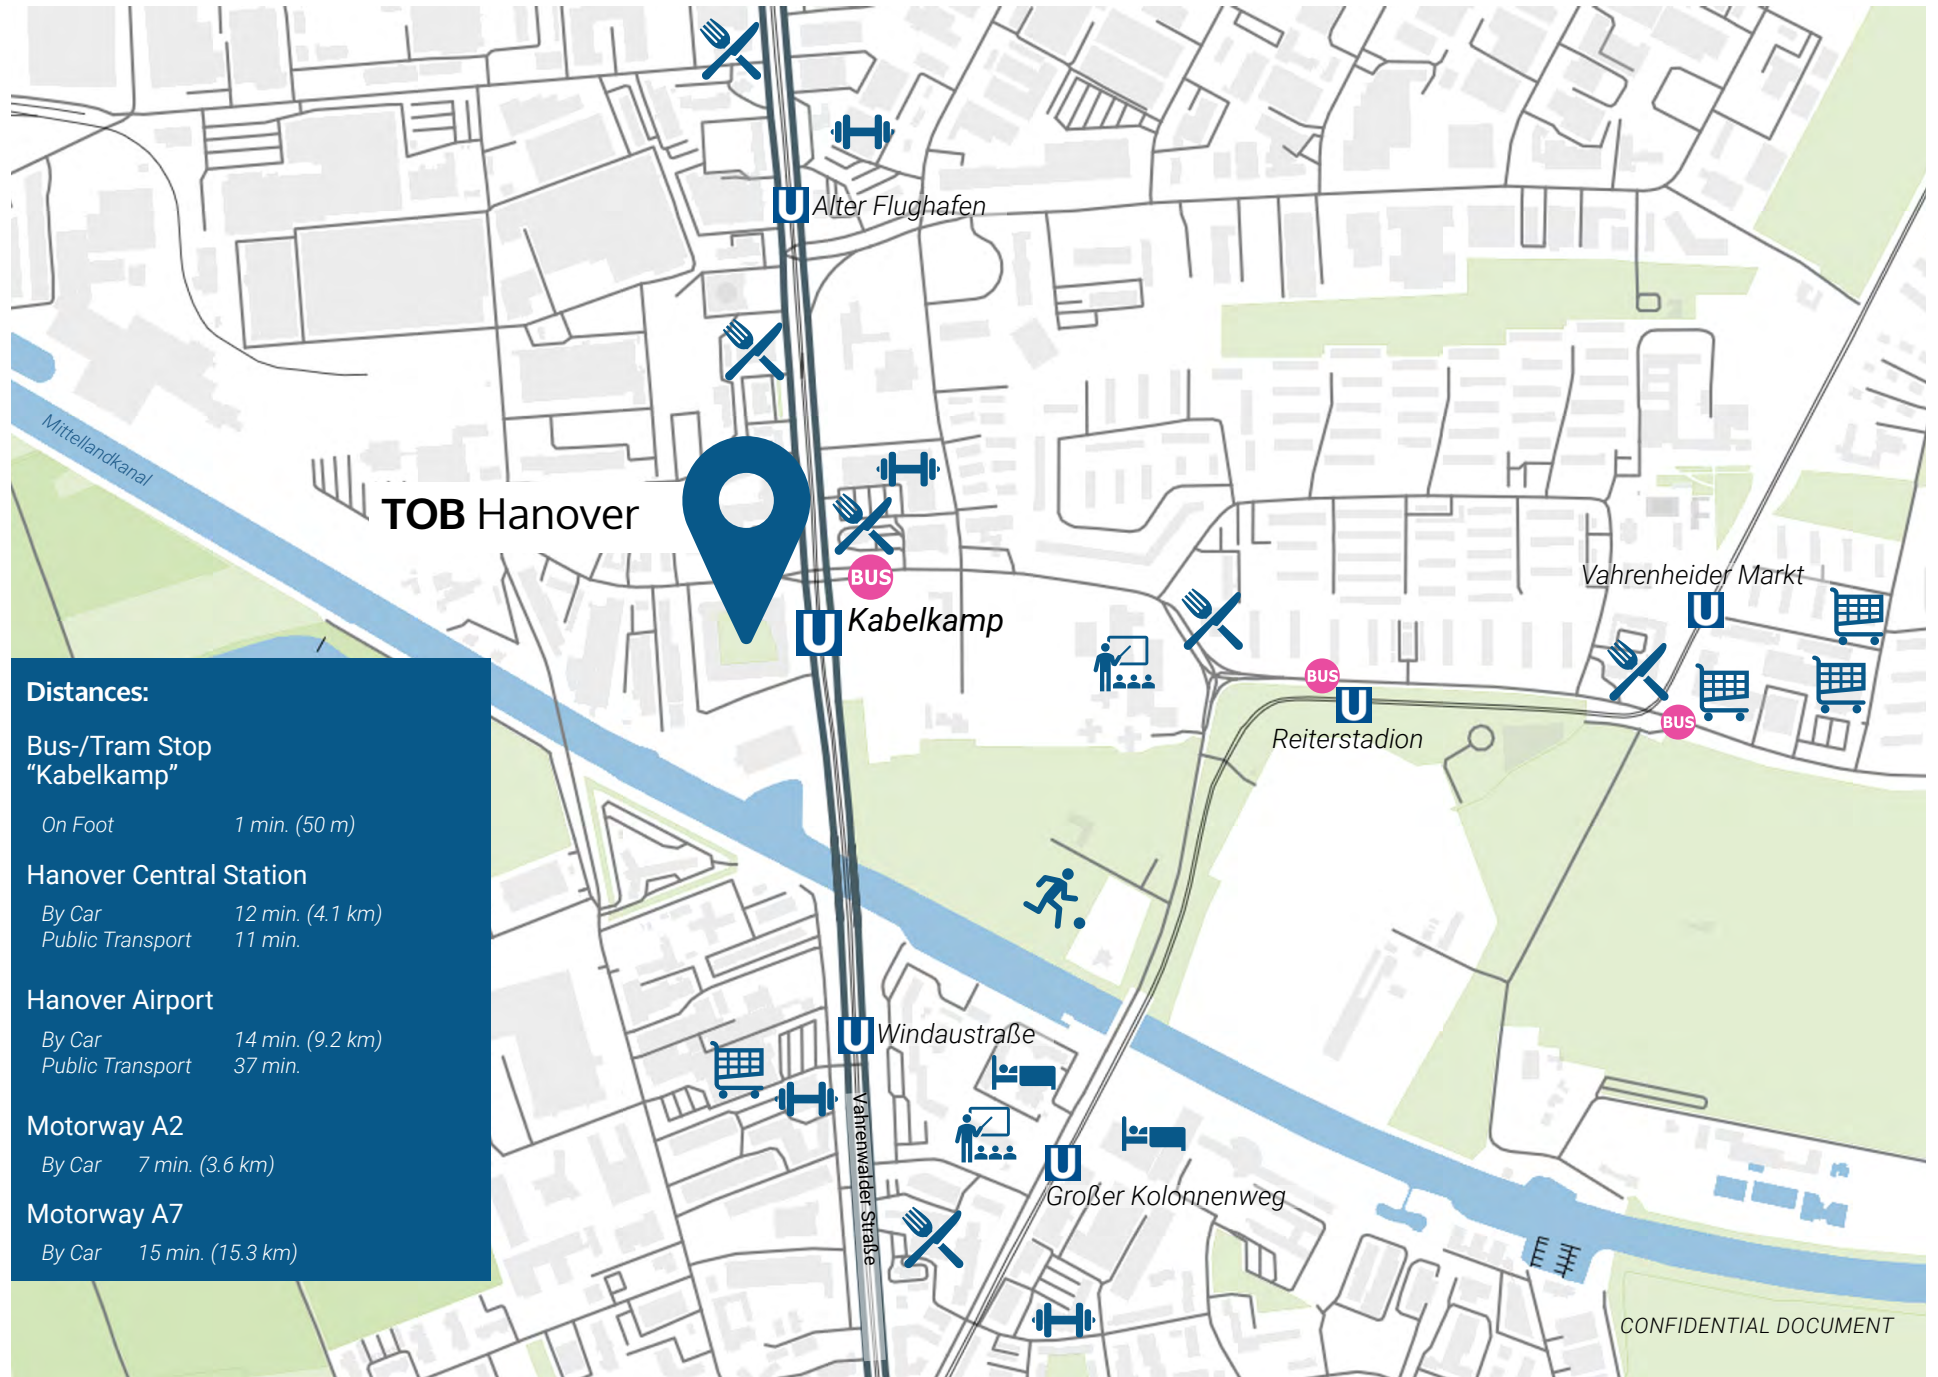 U Alter Flughafen
Mittellandkanal
TOB Hanover
BUS
U Kabelkamp
Vahrenheider Markt
U
BUS
U
Reiterstadion
BUS
Distances:
Bus-/Tram Stop
“Kabelkamp”
On Foot 1 min. (50 m)
Hanover Central Station
By Car 12 min. (4.1 km)
Public Transport 11 min.
Hanover Airport
By Car 14 min. (9.2 km)
Public Transport 37 min.
Motorway A2
By Car 7 min. (3.6 km)
Motorway A7
By Car 15 min. (15.3 km)
U Windaustraße
Vahrenwalder Straße
U
Großer Kolonnenweg
CONFIDENTIAL DOCUMENT